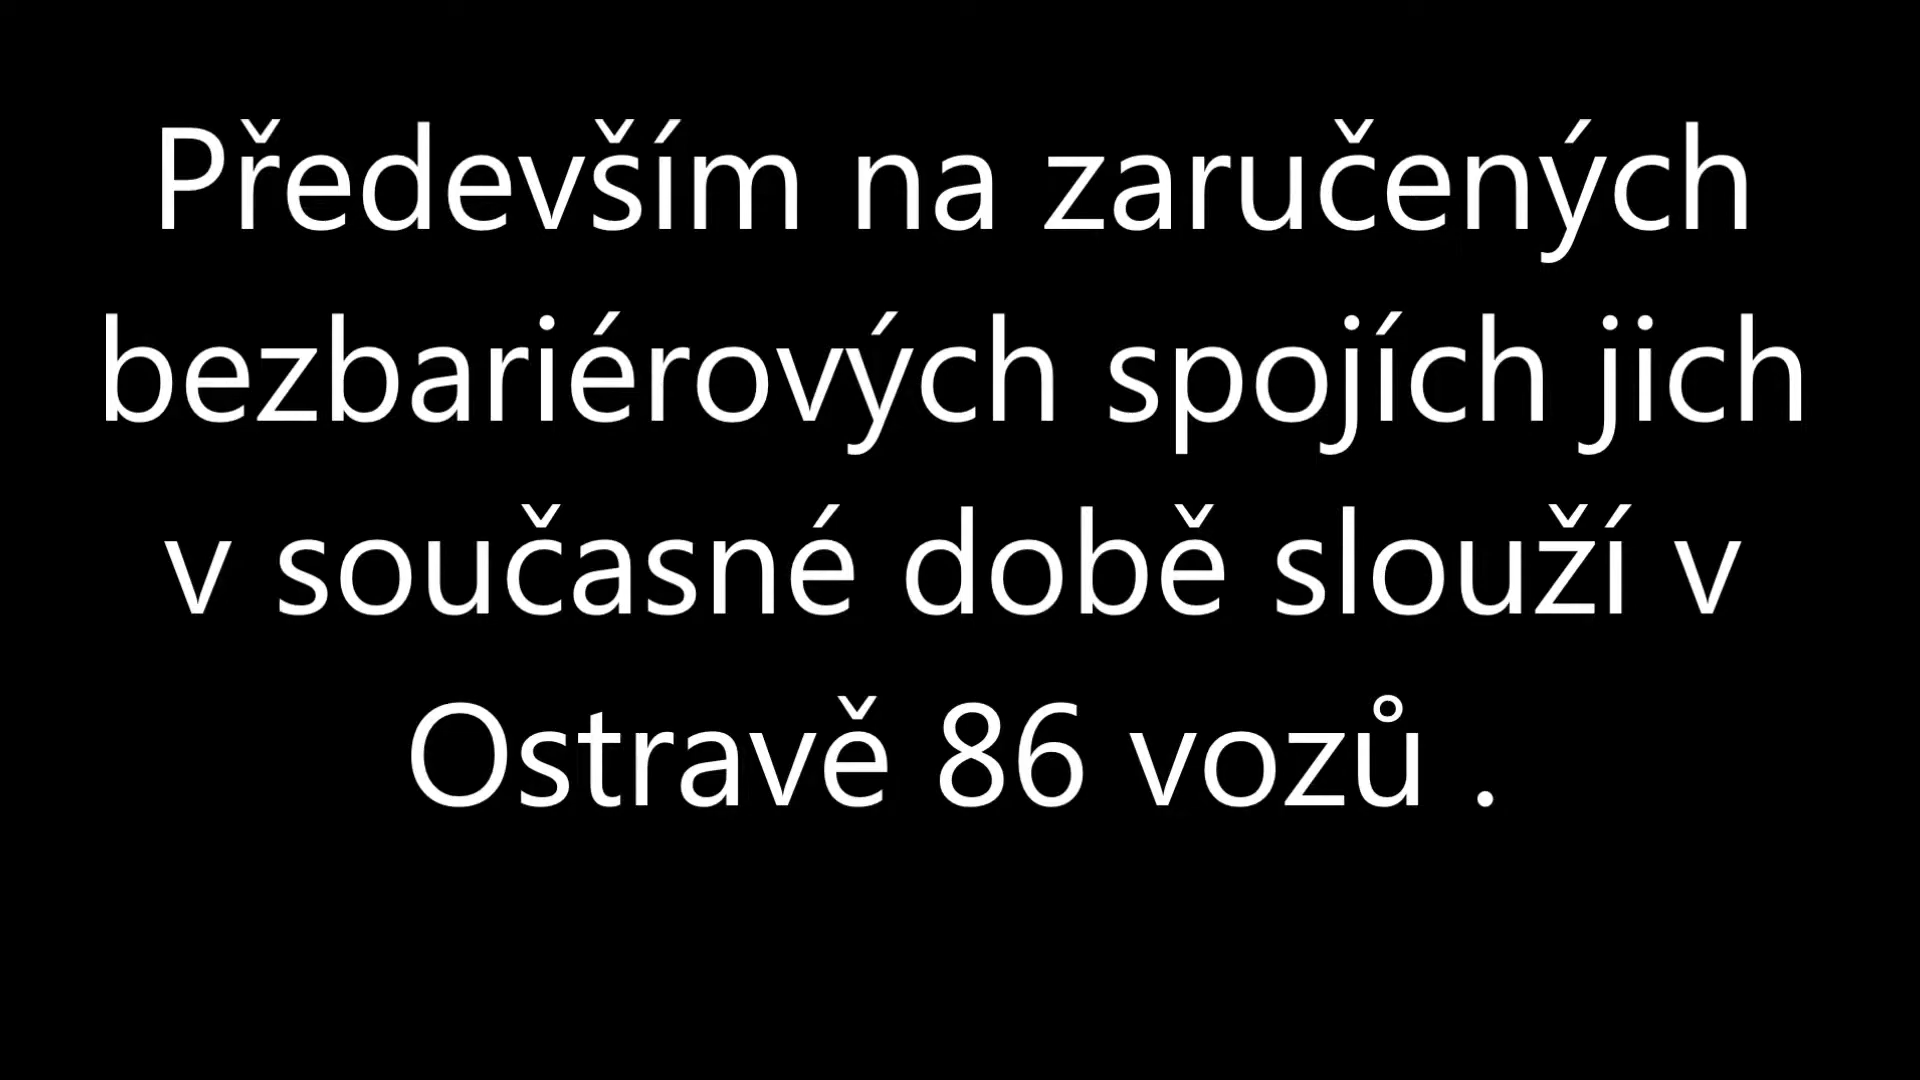 Především na zaručených
bezbariérových spojích jich
v současné době slouží v
Ostravě 86 vozů .